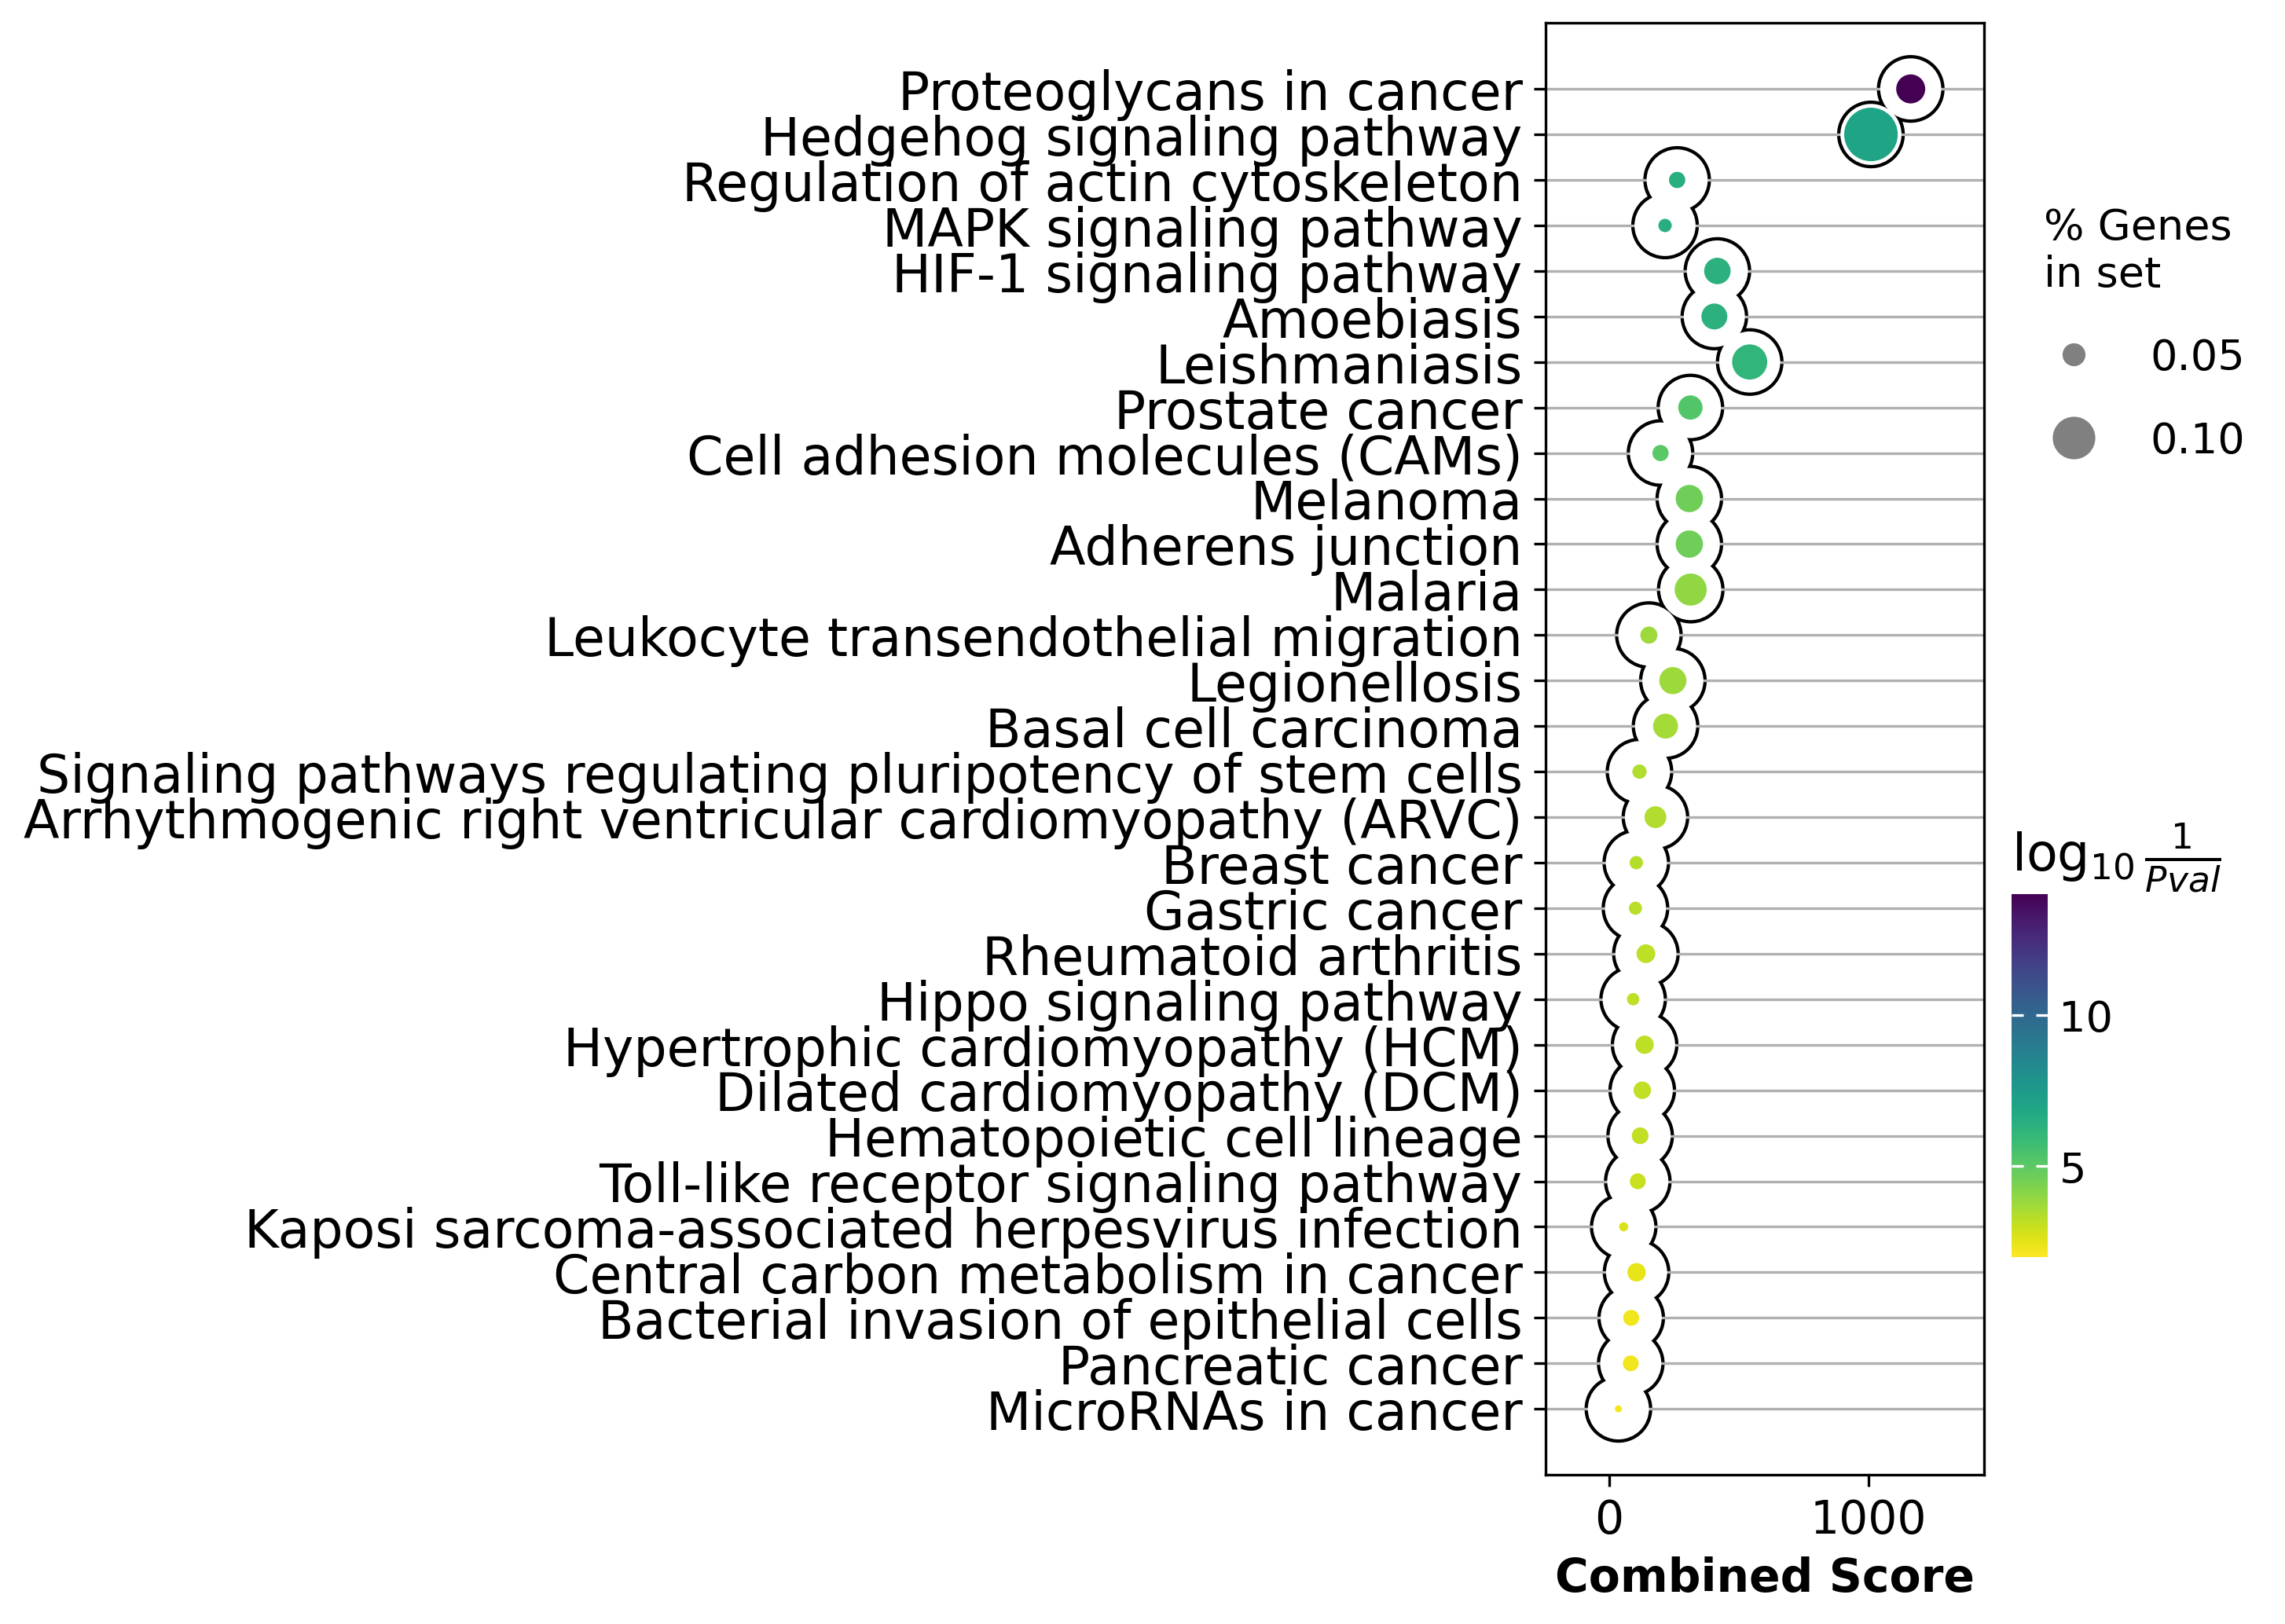 Proteoglycans in cancer
Hedgehog signaling pathway
Regulation of actin cytoskeleton
MAPK signaling pathway
HIF-1 signaling pathway
Amoebiasis
Leishmaniasis
Prostate cancer
Cell adhesion molecules (CAMs)
Melanoma
Adherens junction
Malaria
Leukocyte transendothelial migration
Legionellosis
Basal cell carcinoma
Signaling pathways regulating pluripotency of stem cells
Arrhythmogenic right ventricular cardiomyopathy (ARVC)
Breast cancer
Gastric cancer
Rheumatoid arthritis
Hippo signaling pathway
Hypertrophic cardiomyopathy (HCM)
Dilated cardiomyopathy (DCM)
Hematopoietic cell lineage
Toll-like receptor signaling pathway
Kaposi sarcoma-associated herpesvirus infection
Central carbon metabolism in cancer
Bacterial invasion of epithelial cells
Pancreatic cancer
MicroRNAs in cancer
0 1000
Combined Score
% Genes
in set
0.05
0.10
log₁₀ 1/Pval
10
5